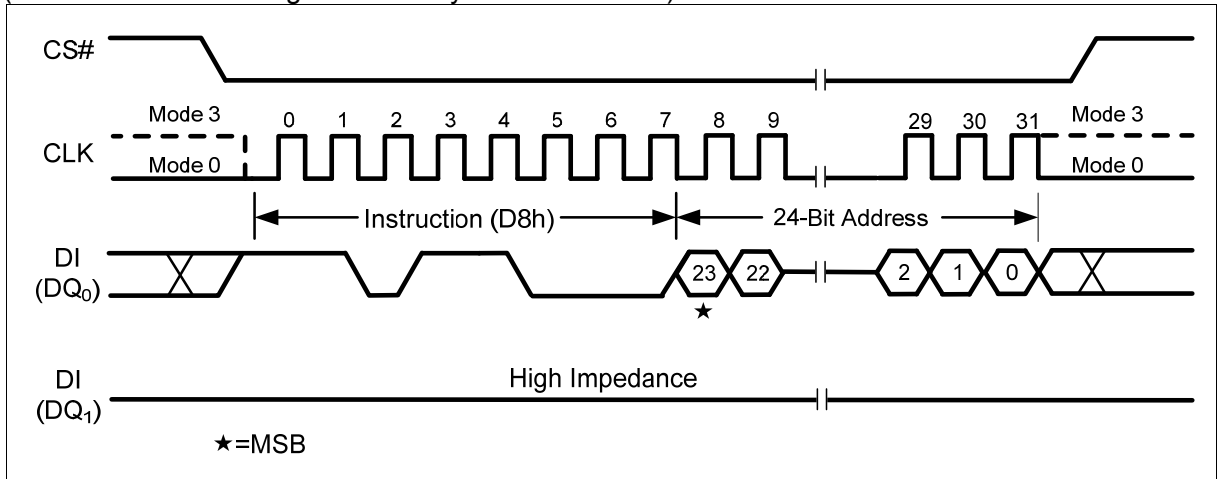 CS#
Mode 3
0 1 2 3 4 5 6 7 8 9 29 30 31
Mode 3
CLK
Mode 0
Mode 0
Instruction (D8h)
24-Bit Address
DI
(DQ0)
23 22 2 1 0
★
DI
(DQ1)
High Impedance
★=MSB